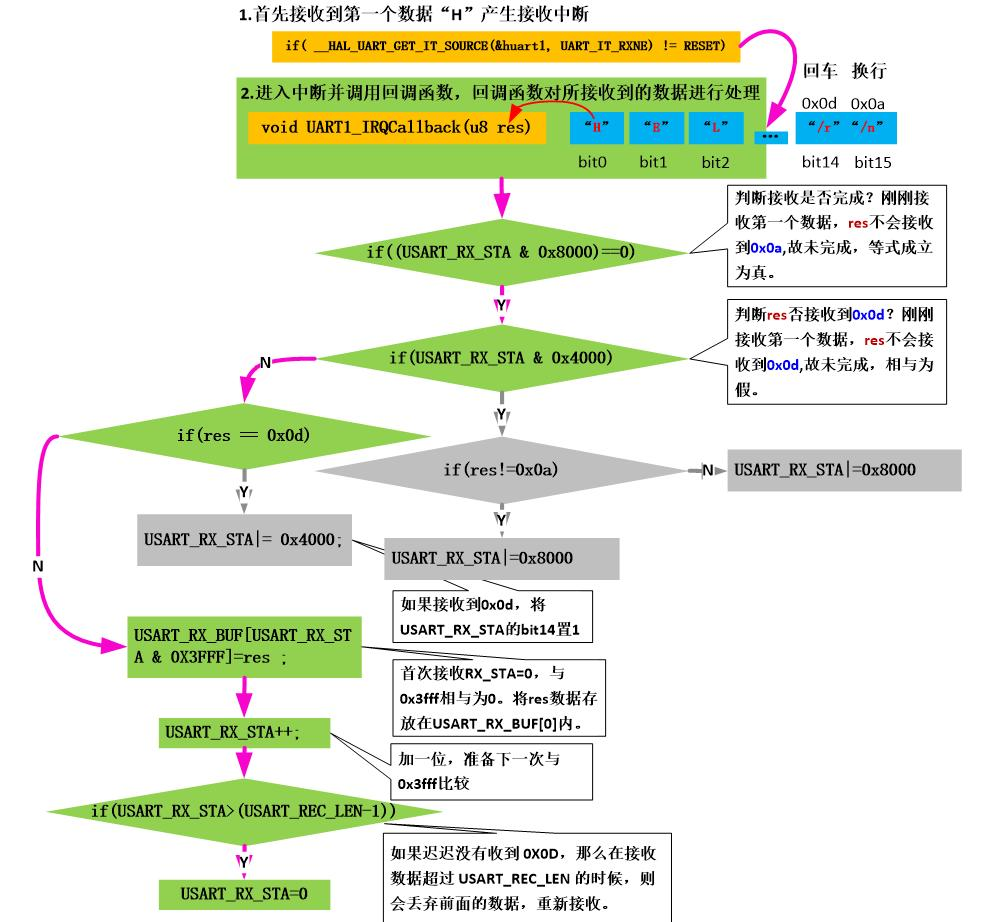 1.首先接收到第一个数据“H”产生接收中断
if( __HAL_UART_GET_IT_SOURCE(&huart1, UART_IT_RXNE) != RESET)
回车 换行
0x0d 0x0a
2.进入中断并调用回调函数，回调函数对所接收到的数据进行处理
void UART1_IRQCallback(u8 res)
“H” “E” “L” ... “/r” “/n”
bit0 bit1 bit2 bit14 bit15
判断接收是否完成？刚刚接
收第一个数据，res不会接收
到0x0a,故未完成，等式成立
为真。
if((USART_RX_STA & 0x8000)==0)
Y
判断res否接收到0x0d？刚刚
接收第一个数据，res不会接
收到0x0d,故未完成，相与为
假。
if(USART_RX_STA & 0x4000)
N
Y
if(res == 0x0d)
if(res!=0x0a)
N
USART_RX_STA|=0x8000
Y
Y
USART_RX_STA|= 0x4000;
USART_RX_STA|=0x8000
N
如果接收到0x0d，将
USART_RX_STA的bit14置1
USART_RX_BUF[USART_RX_ST
A & 0X3FFF]=res ;
首次接收RX_STA=0，与
0x3fff相与为0。将res数据存
放在USART_RX_BUF[0]内。
USART_RX_STA++;
加一位，准备下一次与
0x3fff比较
if(USART_RX_STA>(USART_REC_LEN-1))
如果迟迟没有收到 0X0D，那么在接收
数据超过 USART_REC_LEN 的时候，则
会丢弃前面的数据，重新接收。
Y
USART_RX_STA=0